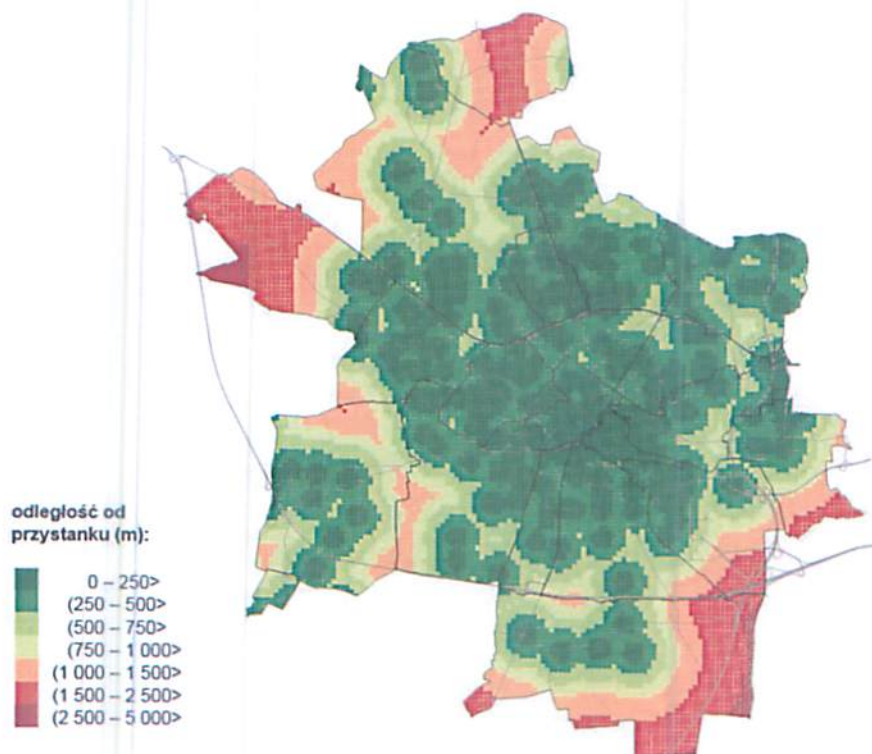 odległość od
przystanku (m):
0 – 250>
(250 – 500>
(500 – 750>
(750 – 1 000>
(1 000 – 1 500>
(1 500 – 2 500>
(2 500 – 5 000>